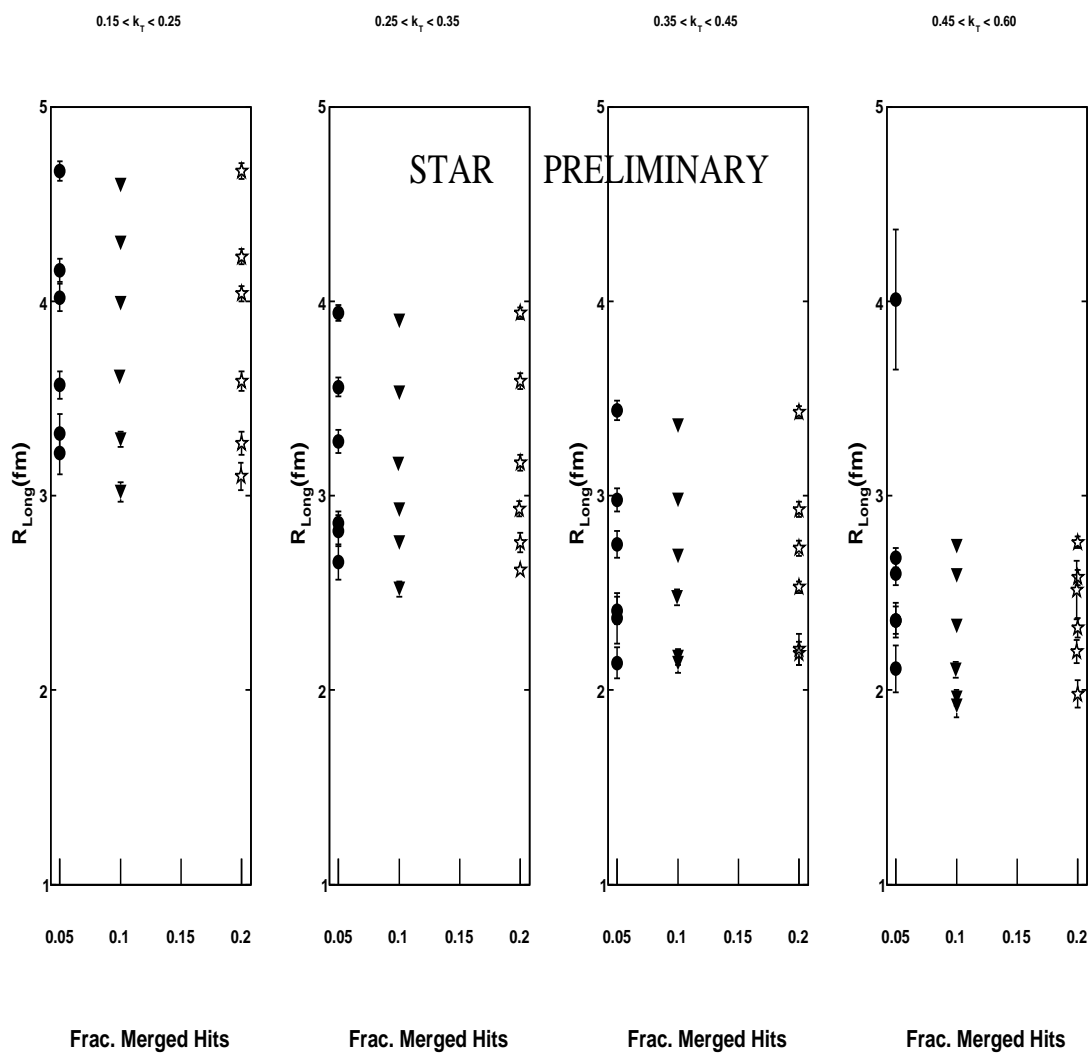 0.15 < k_T < 0.25
0.25 < k_T < 0.35
0.35 < k_T < 0.45
0.45 < k_T < 0.60
STAR PRELIMINARY
5
4
3
2
1
R_Long(fm)
0.05 0.1 0.15 0.2
Frac. Merged Hits
5
4
3
2
1
R_Long(fm)
0.05 0.1 0.15 0.2
Frac. Merged Hits
5
4
3
2
1
R_Long(fm)
0.05 0.1 0.15 0.2
Frac. Merged Hits
5
4
3
2
1
R_Long(fm)
0.05 0.1 0.15 0.2
Frac. Merged Hits